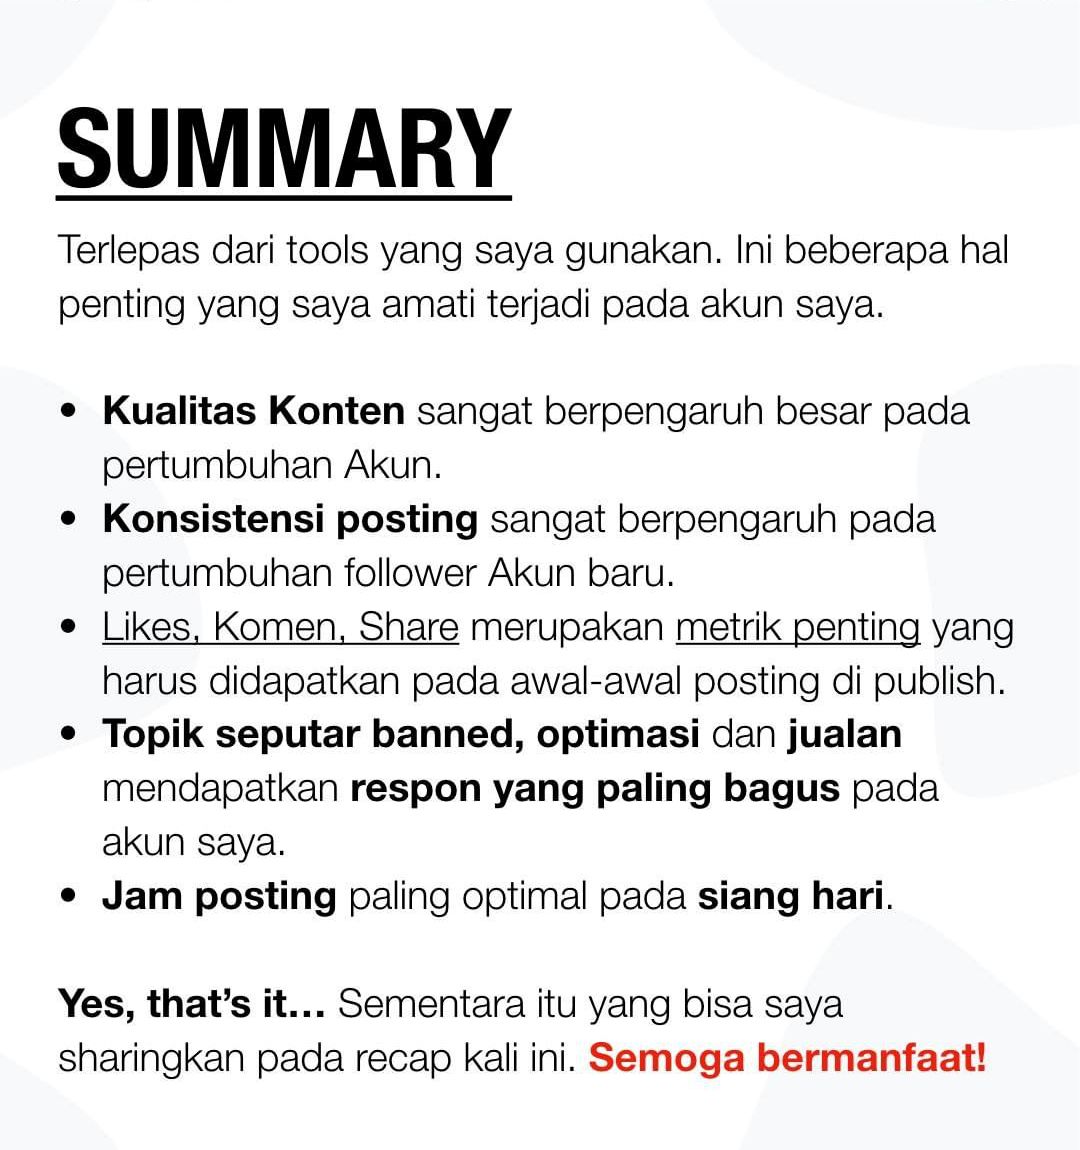 SUMMARY
Terlepas dari tools yang saya gunakan. Ini beberapa hal
penting yang saya amati terjadi pada akun saya.
• Kualitas Konten sangat berpengaruh besar pada
pertumbuhan Akun.
• Konsistensi posting sangat berpengaruh pada
pertumbuhan follower Akun baru.
• Likes, Komen, Share merupakan metrik penting yang
harus didapatkan pada awal-awal posting di publish.
• Topik seputar banned, optimasi dan jualan
mendapatkan respon yang paling bagus pada
akun saya.
• Jam posting paling optimal pada siang hari.
Yes, that’s it... Sementara itu yang bisa saya
sharingkan pada recap kali ini. Semoga bermanfaat!